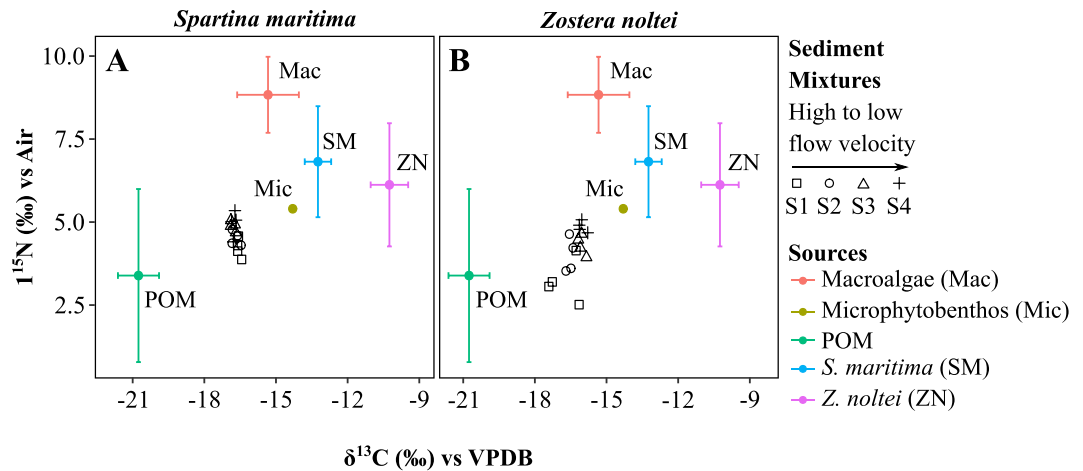 Spartina maritima
Zostera noltei
1¹⁵N (‰) vs Air
10.0
7.5
5.0
2.5
A
Mac
SM
ZN
Mic
POM
B
Mac
SM
ZN
Mic
POM
-21 -18 -15 -12 -9
-21 -18 -15 -12 -9
δ¹³C (‰) vs VPDB
Sediment
Mixtures
High to low
flow velocity
S1 S2 S3 S4
Sources
Macroalgae (Mac)
Microphytobenthos (Mic)
POM
S. maritima (SM)
Z. noltei (ZN)